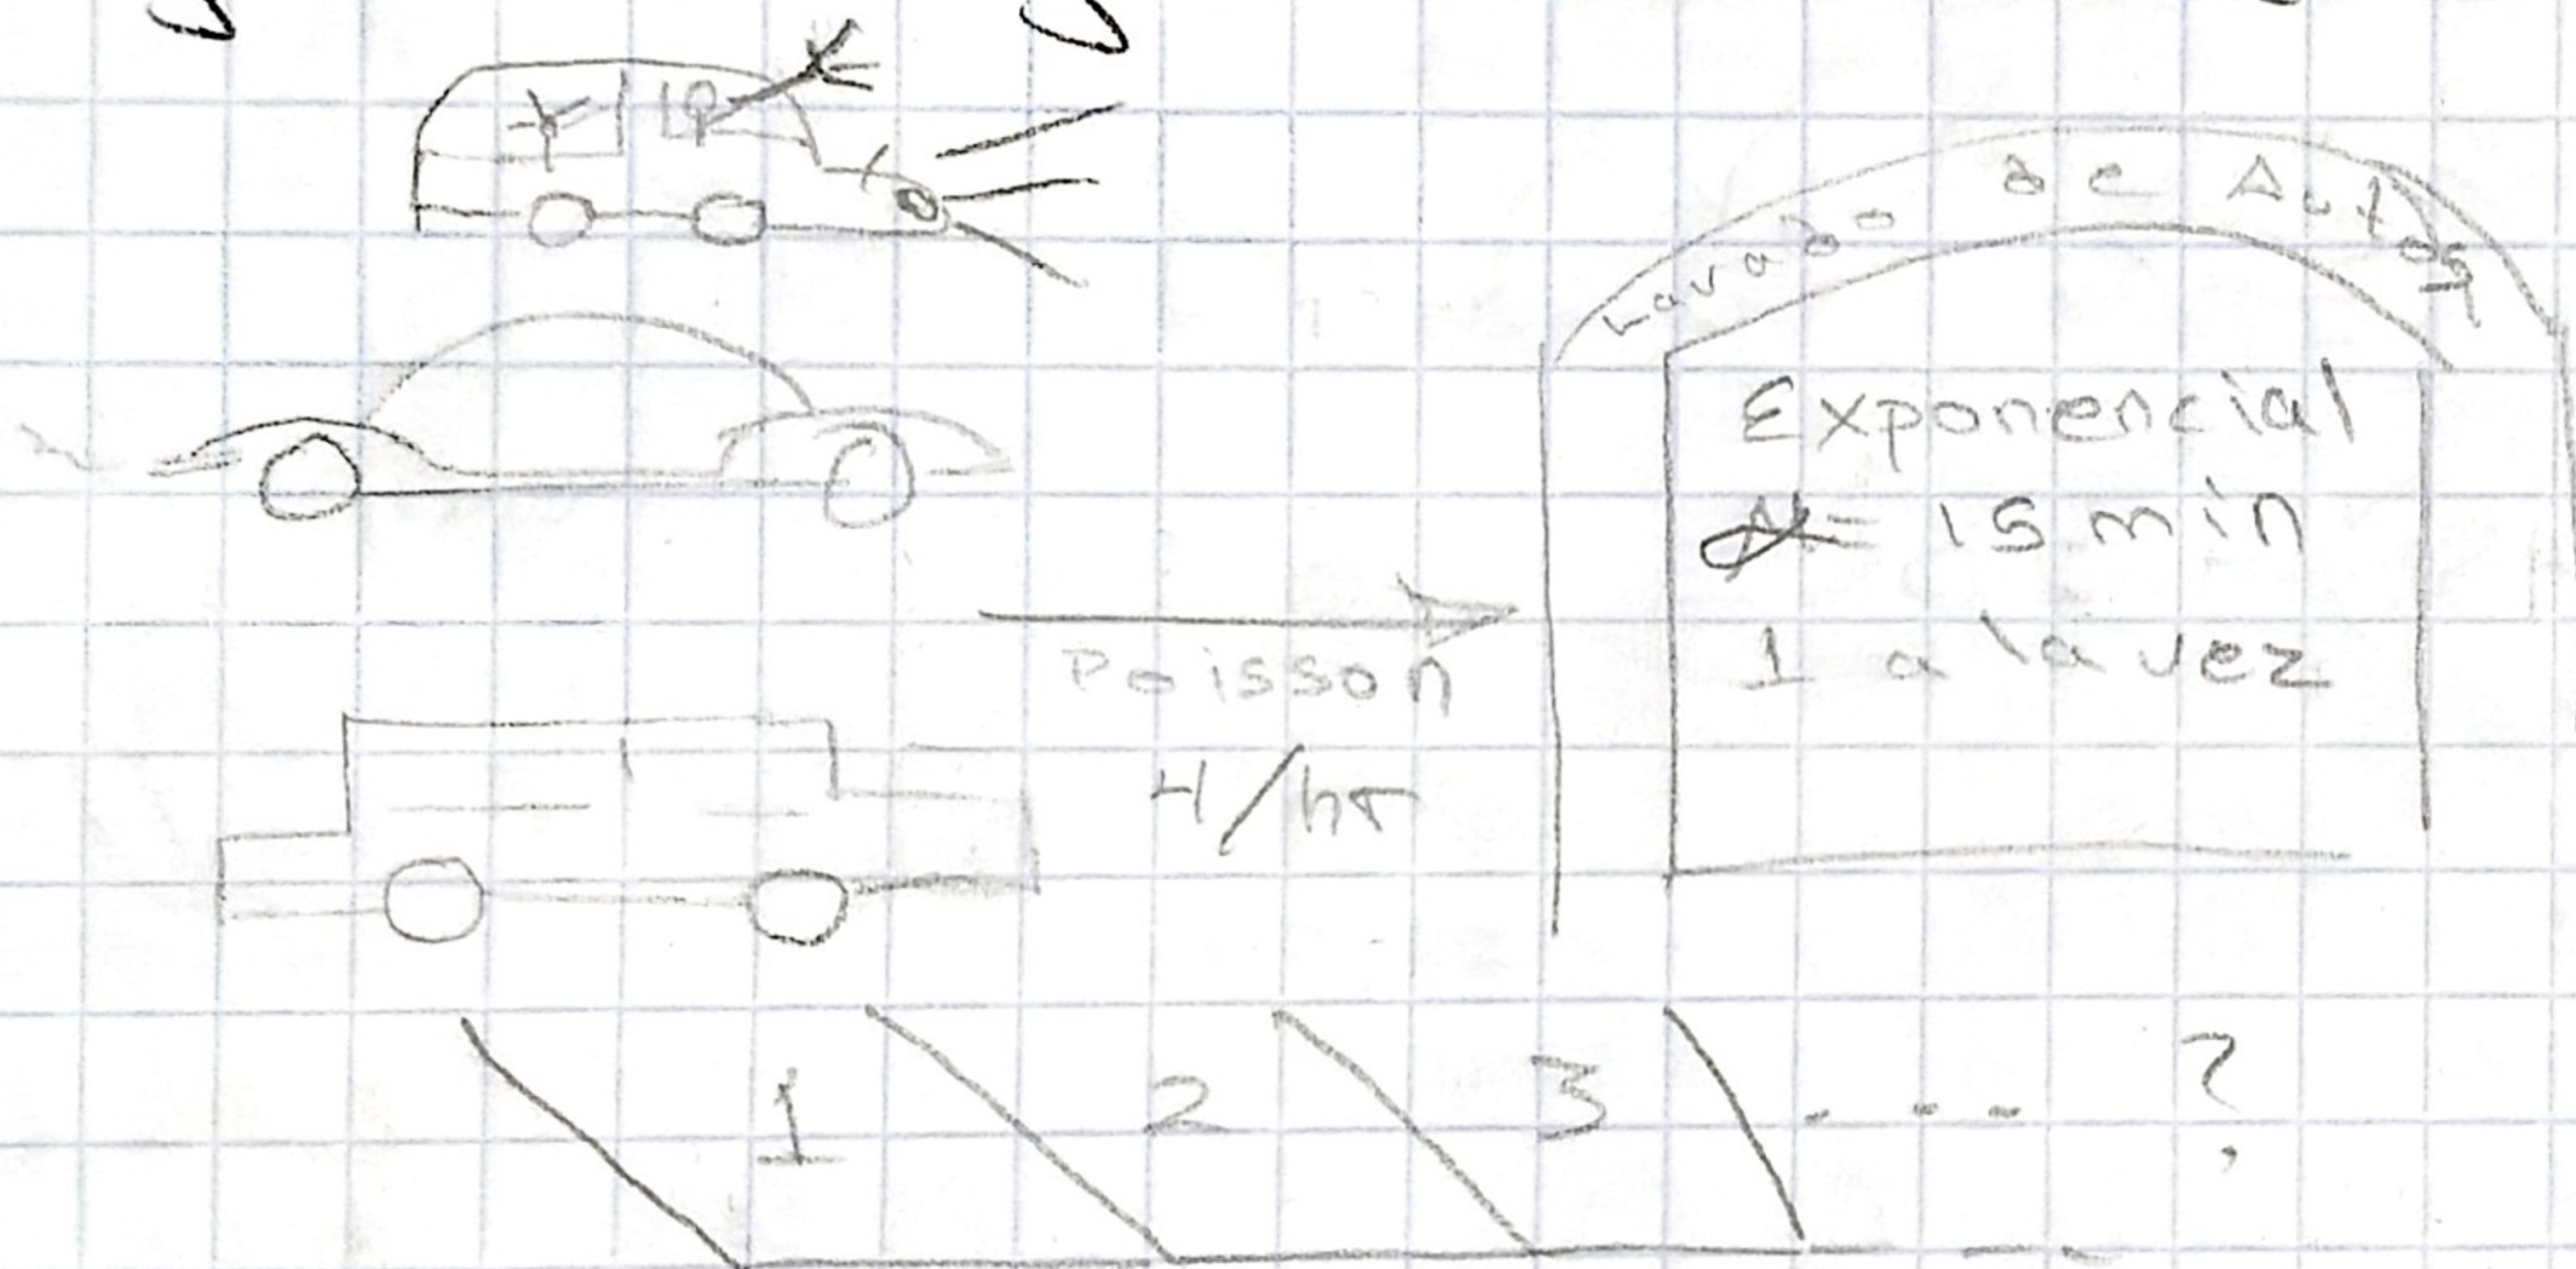 Lavado de Autos
Exponencial
= 15 min
1 a la vez
Poisson
4/hr
1 2 3 - - - ?